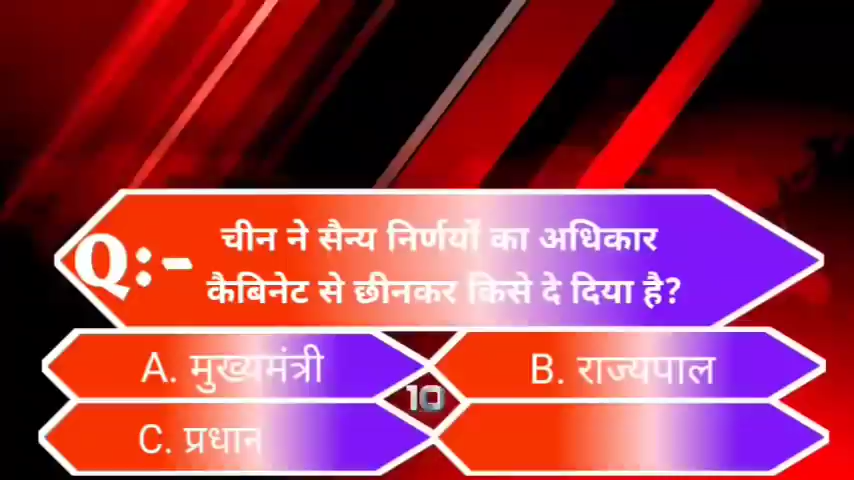 Q:-
चीन ने सैन्य निर्णयों का अधिकार
कैबिनेट से छीनकर किसे दे दिया है?
A. मुख्यमंत्री
B. राज्यपाल
10
C. प्रधान